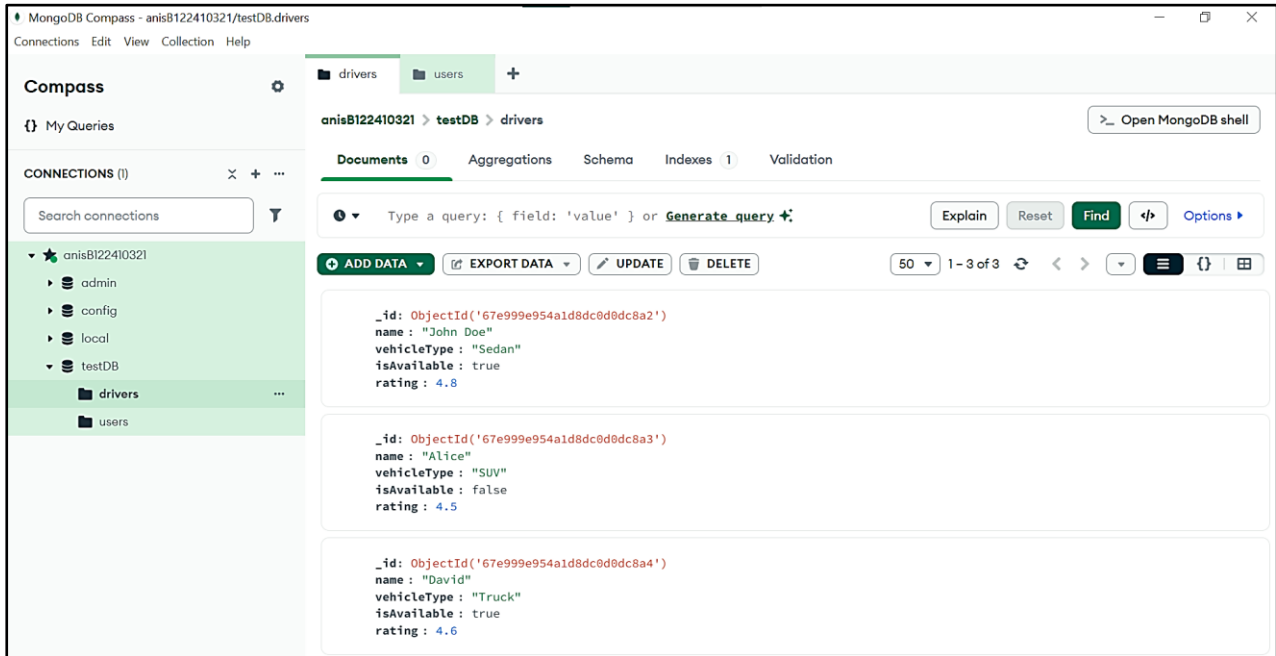 MongoDB Compass - anisB122410321/testDB.drivers
Connections Edit View Collection Help
Compass
{} My Queries
CONNECTIONS (1)
Search connections
anisB122410321
admin
config
local
testDB
drivers
users
drivers
users
anisB122410321 > testDB > drivers
>_ Open MongoDB shell
Documents 0 Aggregations Schema Indexes 1 Validation
Type a query: { field: 'value' } or Generate query
Explain Reset Find </> Options
ADD DATA EXPORT DATA UPDATE DELETE
50 1 – 3 of 3 {}
_id: ObjectId('67e999e954a1d8dc0d0dc8a2')
name : "John Doe"
vehicleType : "Sedan"
isAvailable : true
rating : 4.8
_id: ObjectId('67e999e954a1d8dc0d0dc8a3')
name : "Alice"
vehicleType : "SUV"
isAvailable : false
rating : 4.5
_id: ObjectId('67e999e954a1d8dc0d0dc8a4')
name : "David"
vehicleType : "Truck"
isAvailable : true
rating : 4.6